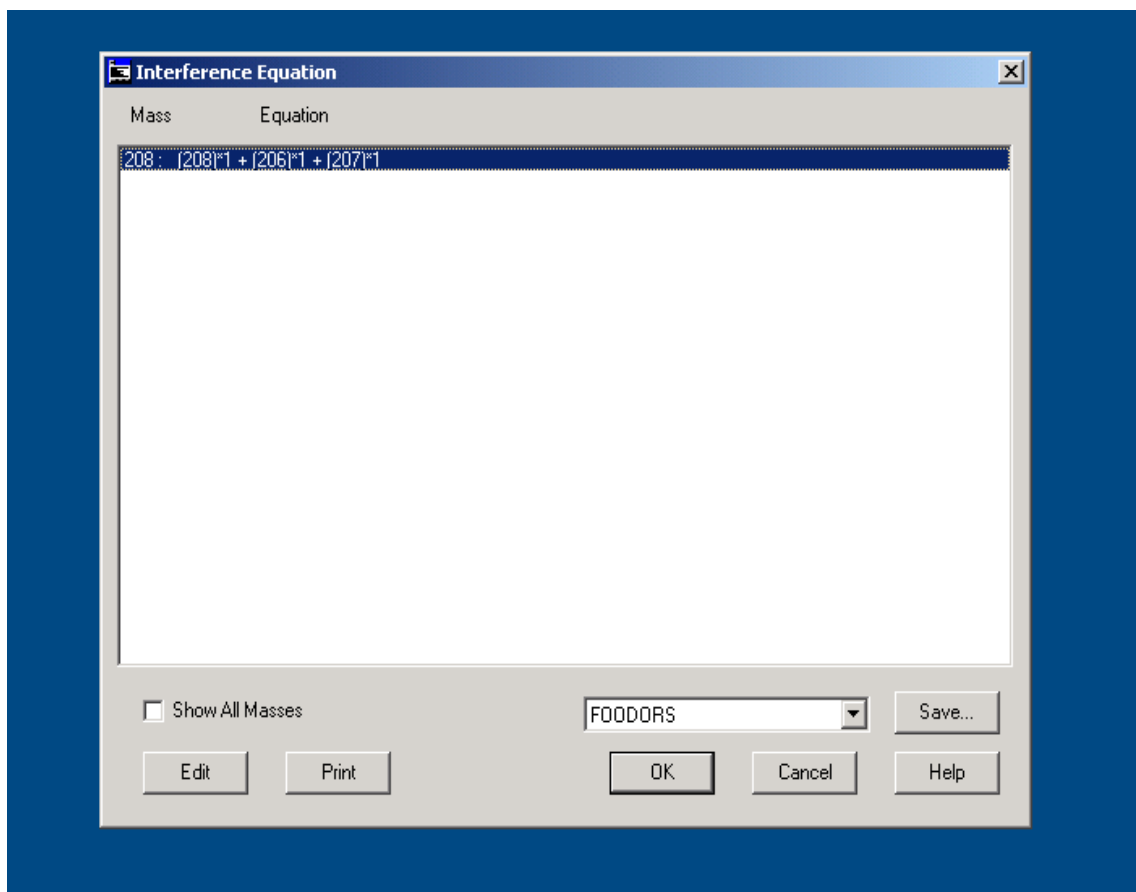 Interference Equation
Mass Equation
208 : (208)*1 + (206)*1 + (207)*1
Show All Masses
FOODORS
Save...
Edit
Print
OK
Cancel
Help